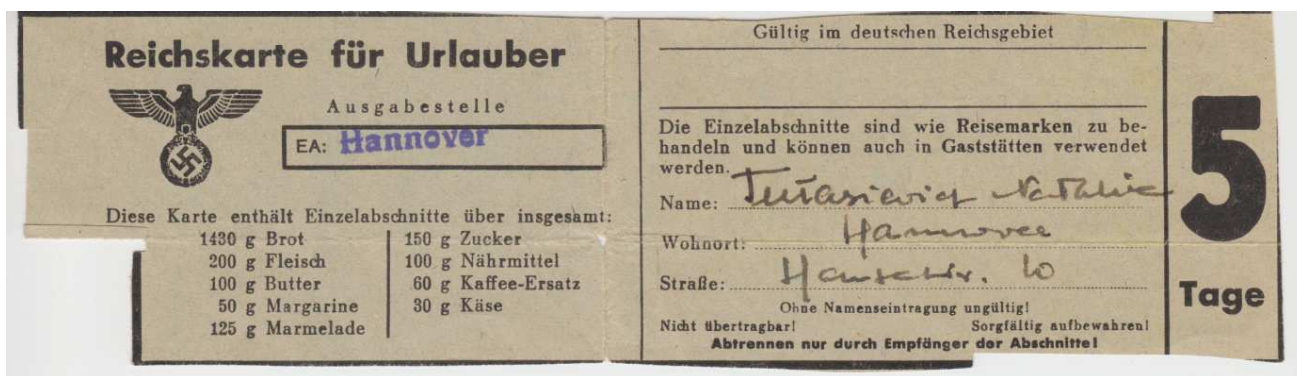 Reichskarte für Urlauber
Ausgabestelle
EA: Hannover
Diese Karte enthält Einzelabschnitte über insgesamt:
1430 g Brot
200 g Fleisch
100 g Butter
50 g Margarine
125 g Marmelade
150 g Zucker
100 g Nährmittel
60 g Kaffee-Ersatz
30 g Käse
Gültig im deutschen Reichsgebiet
Die Einzelabschnitte sind wie Reisemarken zu be-
handeln und können auch in Gaststätten verwendet
werden.
Name:
Wohnort: Hannover
Straße: 10
Ohne Namenseintragung ungültig!
Nicht übertragbar! Sorgfältig aufbewahren!
Abtrennen nur durch Empfänger der Abschnitte!
5
Tage